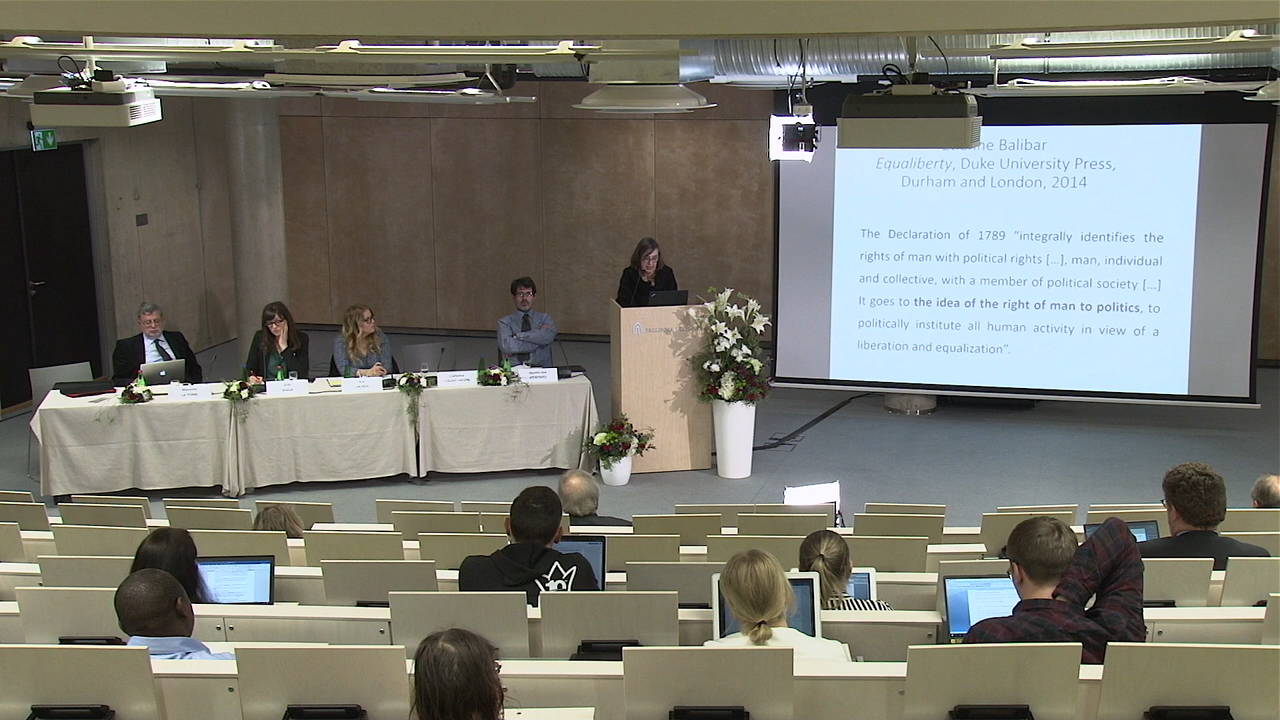 Balibar
Equaliberty, Duke University Press,
Durham and London, 2014
The Declaration of 1789 “integrally identifies the
rights of man with political rights [...], man, individual
and collective, with a member of political society [...]
It goes to the idea of the right of man to politics, to
politically institute all human activity in view of a
liberation and equalization”.